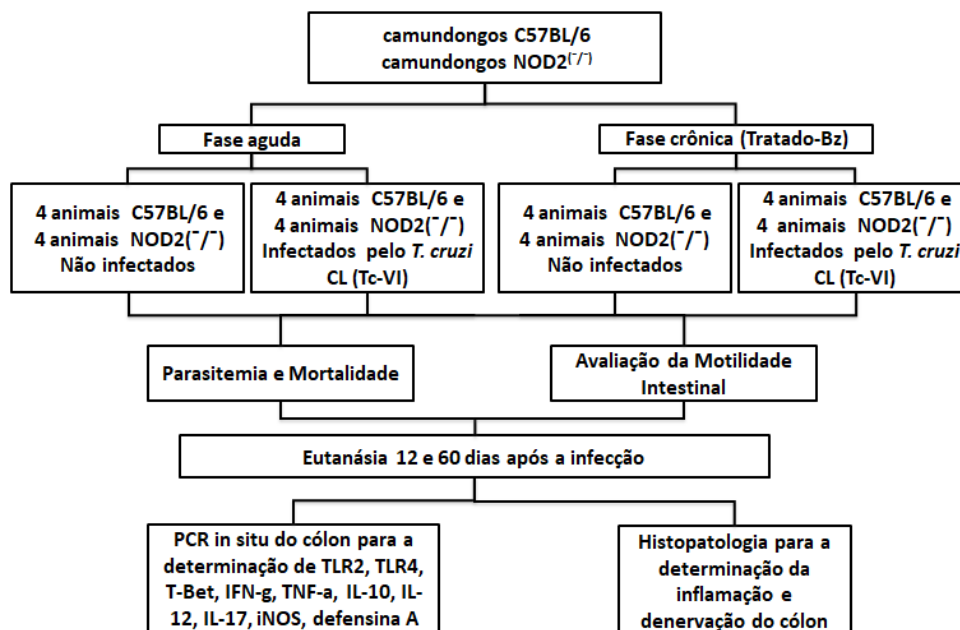 camundongos C57BL/6
camundongos NOD2(-/-)
Fase aguda
Fase crônica (Tratado-Bz)
4 animais C57BL/6 e
4 animais NOD2(-/-)
Não infectados
4 animais C57BL/6 e
4 animais NOD2(-/-)
Infectados pelo T. cruzi
CL (Tc-VI)
4 animais C57BL/6 e
4 animais NOD2(-/-)
Não infectados
4 animais C57BL/6 e
4 animais NOD2(-/-)
Infectados pelo T. cruzi
CL (Tc-VI)
Parasitemia e Mortalidade
Avaliação da Motilidade
Intestinal
Eutanásia 12 e 60 dias após a infecção
PCR in situ do cólon para a
determinação de TLR2, TLR4,
T-Bet, IFN-g, TNF-a, IL-10, IL-
12, IL-17, iNOS, defensina A
Histopatologia para a
determinação da
inflamação e
denervação do cólon